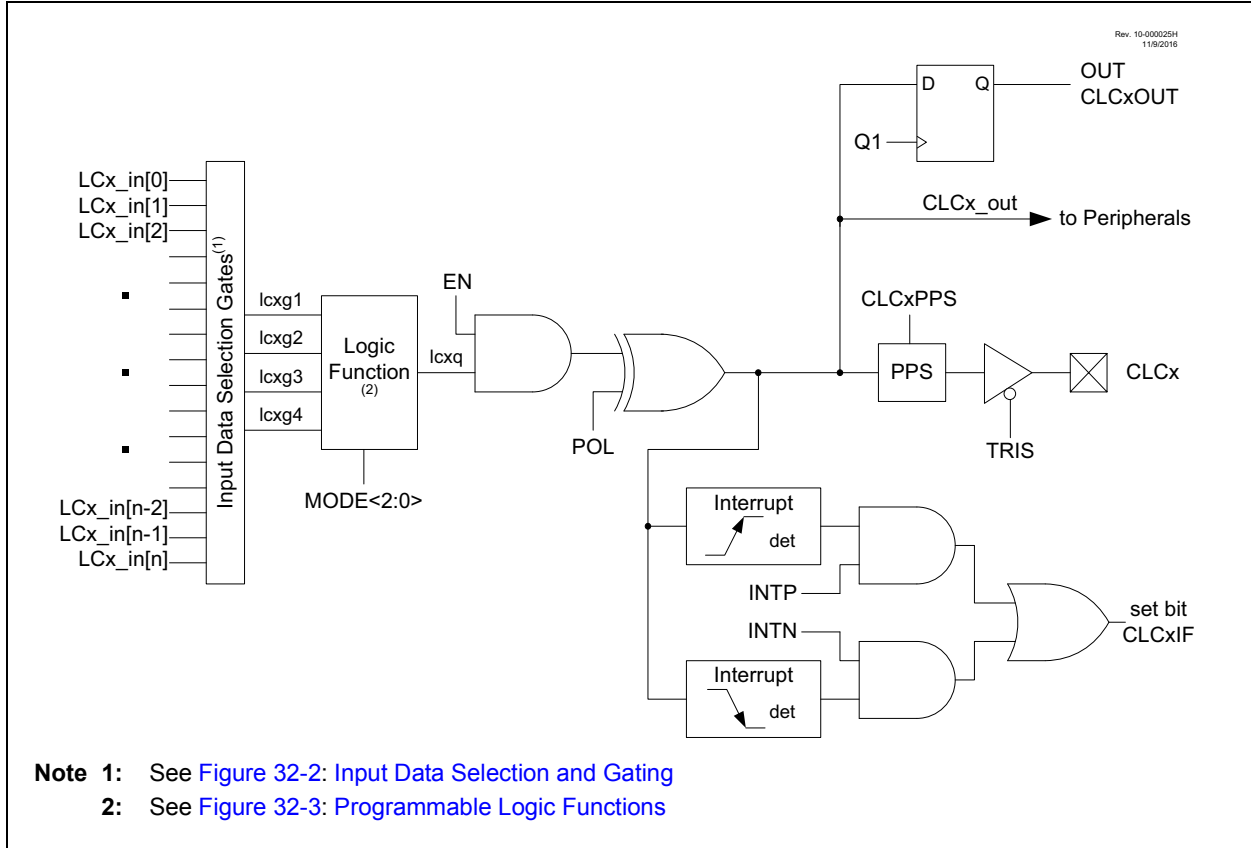 Rev. 10-000025H
11/9/2016
OUT
CLCxOUT
D
Q
Q1
CLCx_out
to Peripherals
LCx_in[0]
LCx_in[1]
LCx_in[2]
Input Data Selection Gates(1)
LCx_in[n-2]
LCx_in[n-1]
LCx_in[n]
lcxg1
lcxg2
lcxg3
lcxg4
Logic
Function
(2)
MODE<2:0>
lcxq
EN
POL
CLCxPPS
PPS
TRIS
CLCx
Interrupt
det
INTP
INTN
Interrupt
det
set bit
CLCxIF
Note 1: See Figure 32-2: Input Data Selection and Gating
2: See Figure 32-3: Programmable Logic Functions